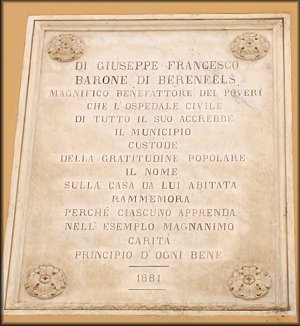 DI GIUSEPPE FRANCESCO
BARONE DI BERENFELS
MAGNIFICO BENEFATTORE DEI POVERI
CHE L'OSPEDALE CIVILE
DI TUTTO IL SUO ACCREBBE
IL MUNICIPIO
CUSTODE
DELLA GRATITUDINE POPOLARE
IL NOME
SULLA CASA DA LUI ABITATA
RAMMEMORA
PERCHÈ CIASCUNO APPRENDA
NELL'ESEMPLO MAGNANIMO
CARITÀ
PRINCIPIO D'OGNI BENE
1881